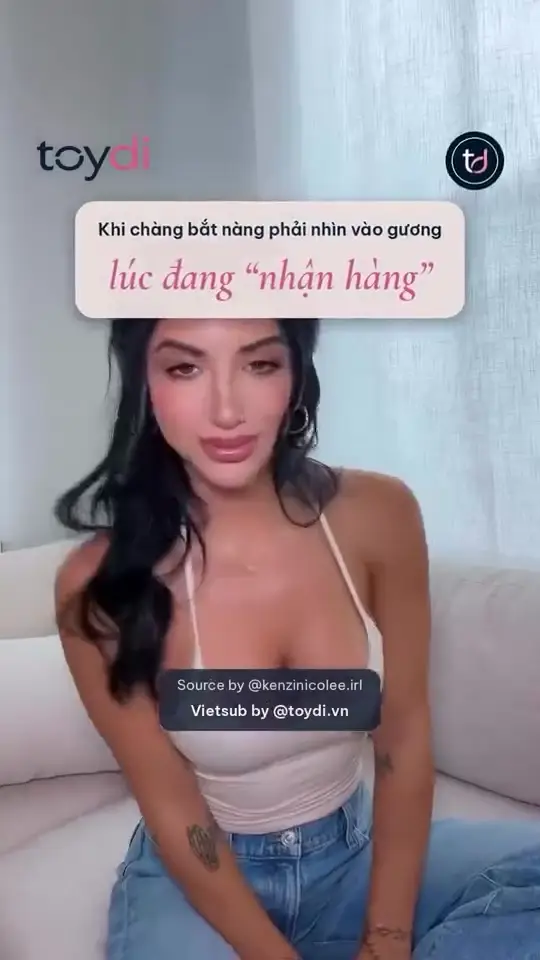 toydi
td
Khi chàng bắt nàng phải nhìn vào gương
lúc đang “nhận hàng”
Source by @kenzinicolee.irl
Vietsub by @toydi.vn